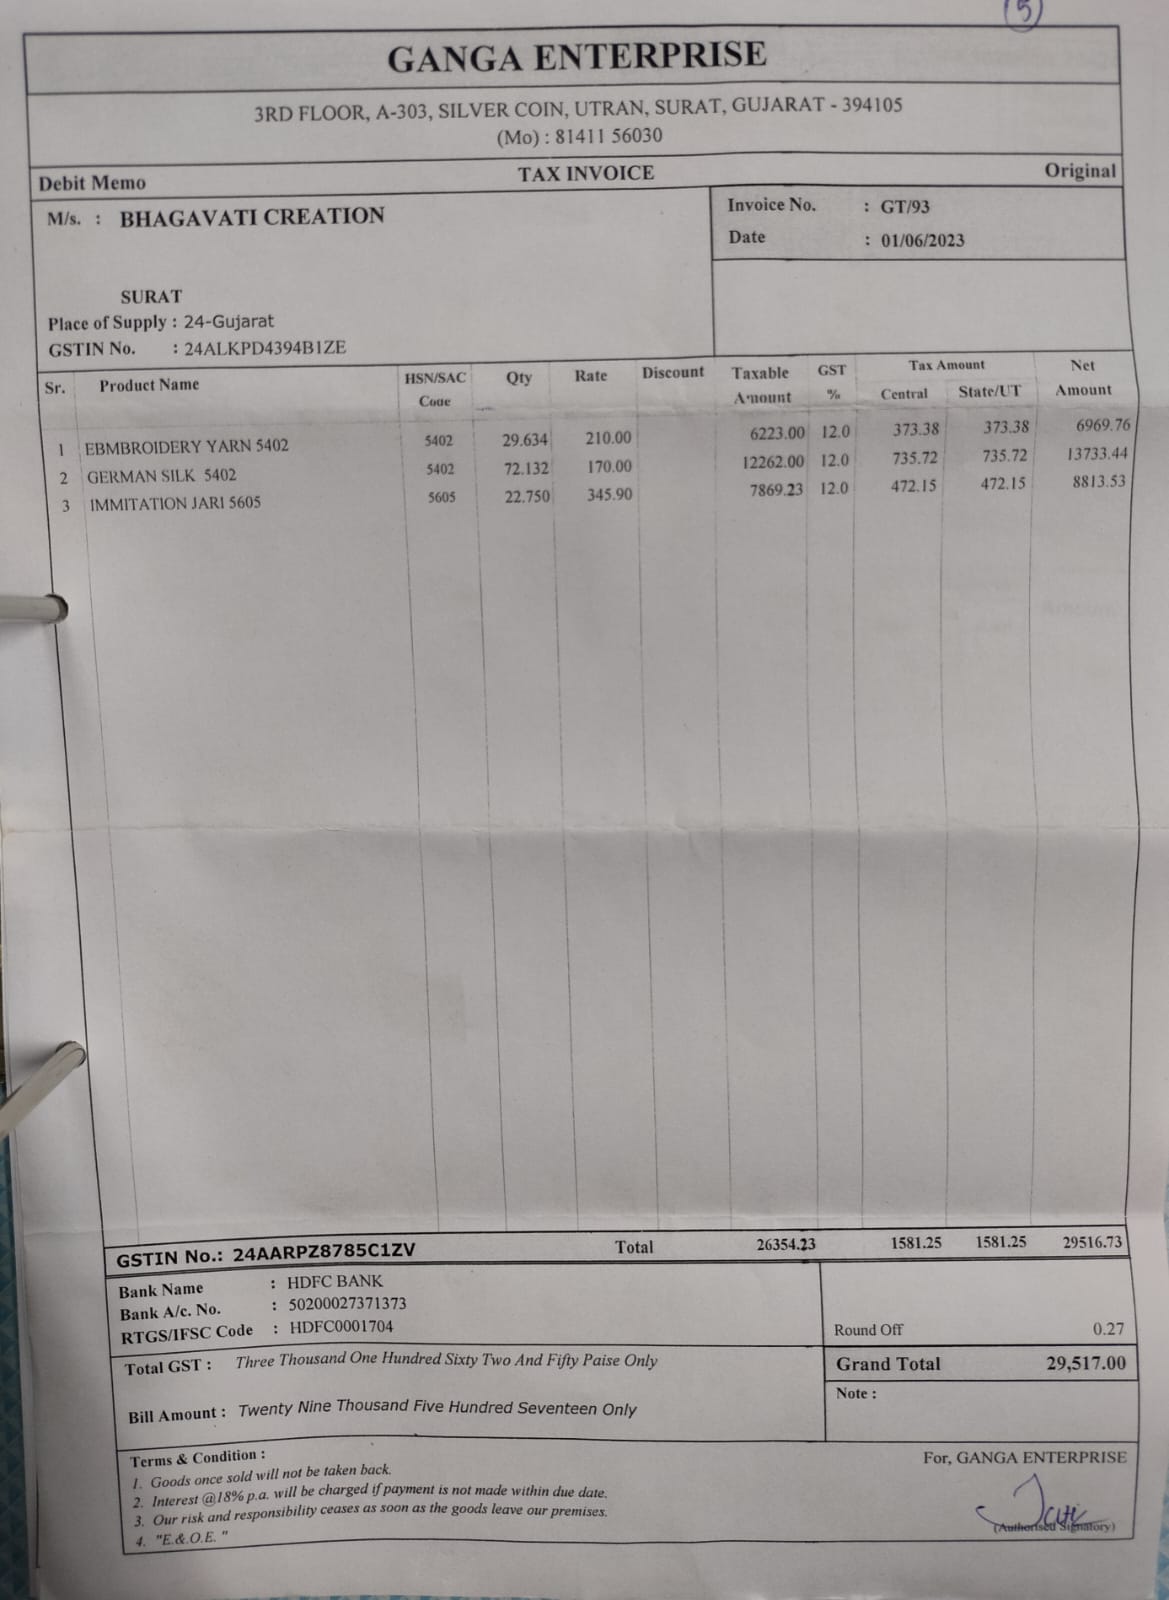 (5)
GANGA ENTERPRISE
3RD FLOOR, A-303, SILVER COIN, UTRAN, SURAT, GUJARAT - 394105
(Mo) : 81411 56030
Debit Memo TAX INVOICE Original
M/s. : BHAGAVATI CREATION
Invoice No. : GT/93
Date : 01/06/2023
SURAT
Place of Supply : 24-Gujarat
GSTIN No. : 24ALKPD4394B1ZE
Sr. Product Name HSN/SAC Code Qty Rate Discount Taxable Amount GST % Tax Amount Central State/UT Net Amount
1 EBMBROIDERY YARN 5402 5402 29.634 210.00 6223.00 12.0 373.38 373.38 6969.76
2 GERMAN SILK 5402 5402 72.132 170.00 12262.00 12.0 735.72 735.72 13733.44
3 IMMITATION JARI 5605 5605 22.750 345.90 7869.23 12.0 472.15 472.15 8813.53
GSTIN No.: 24AARPZ8785C1ZV Total 26354.23 1581.25 1581.25 29516.73
Bank Name : HDFC BANK
Bank A/c. No. : 50200027371373
RTGS/IFSC Code : HDFC0001704
Round Off 0.27
Total GST : Three Thousand One Hundred Sixty Two And Fifty Paise Only
Grand Total 29,517.00
Note :
Bill Amount : Twenty Nine Thousand Five Hundred Seventeen Only
Terms & Condition :
1. Goods once sold will not be taken back.
2. Interest @18% p.a. will be charged if payment is not made within due date.
3. Our risk and responsibility ceases as soon as the goods leave our premises.
4. "E.&.O.E. "
For, GANGA ENTERPRISE
(Authorised Signatory)